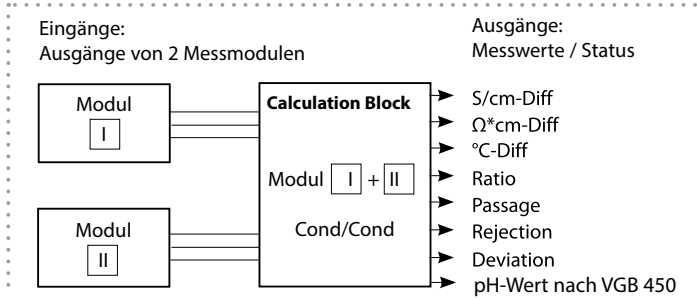 Eingänge:
Ausgänge von 2 Messmodulen
Ausgänge:
Messwerte / Status
Modul
I
Modul
II
Calculation Block
Modul I + II
Cond/Cond
S/cm-Diff
Ω*cm-Diff
°C-Diff
Ratio
Passage
Rejection
Deviation
pH-Wert nach VGB 450